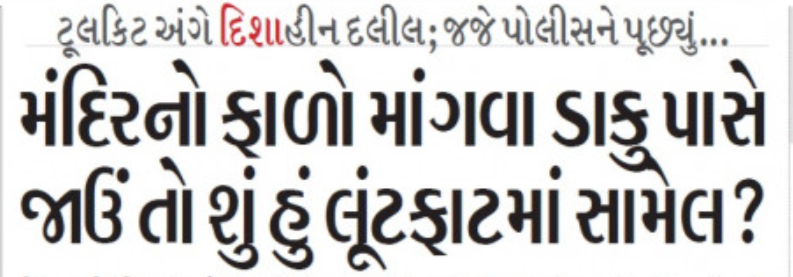 ટૂલકિટ અંગે દિશાહીન દલીલ; જજે પોલીસને પૂછ્યું...
મંદિરનો ફાળો માંગવા ડાકુ પાસે
જાઉં તો શું હું લૂંટફાટમાં સામેલ?